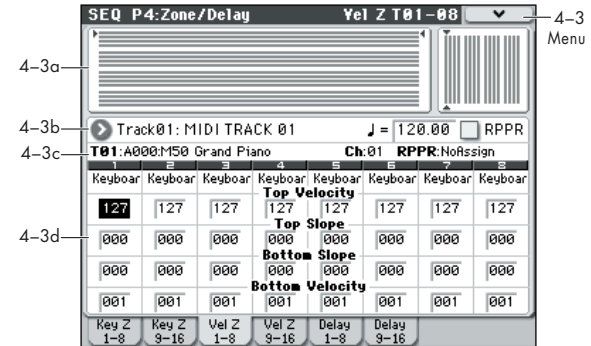 SEQ P4:Zone/Delay Vel Z T01-08
4–3 Menu
4–3a
4–3b
Track01: MIDI TRACK 01 ♩= 120.00 RPPR
4–3c
T01:A000:M50 Grand Piano Ch:01 RPPR:NoAssign
1 2 3 4 5 6 7 8
Keyboar Keyboar Keyboar Keyboar Keyboar Keyboar Keyboar Keyboar
Top Velocity
127 127 127 127 127 127 127 127
Top Slope
4–3d
000 000 000 000 000 000 000 000
Bottom Slope
000 000 000 000 000 000 000 000
Bottom Velocity
001 001 001 001 001 001 001 001
Key Z 1-8 Key Z 9-16 Vel Z 1-8 Vel Z 9-16 Delay 1-8 Delay 9-16